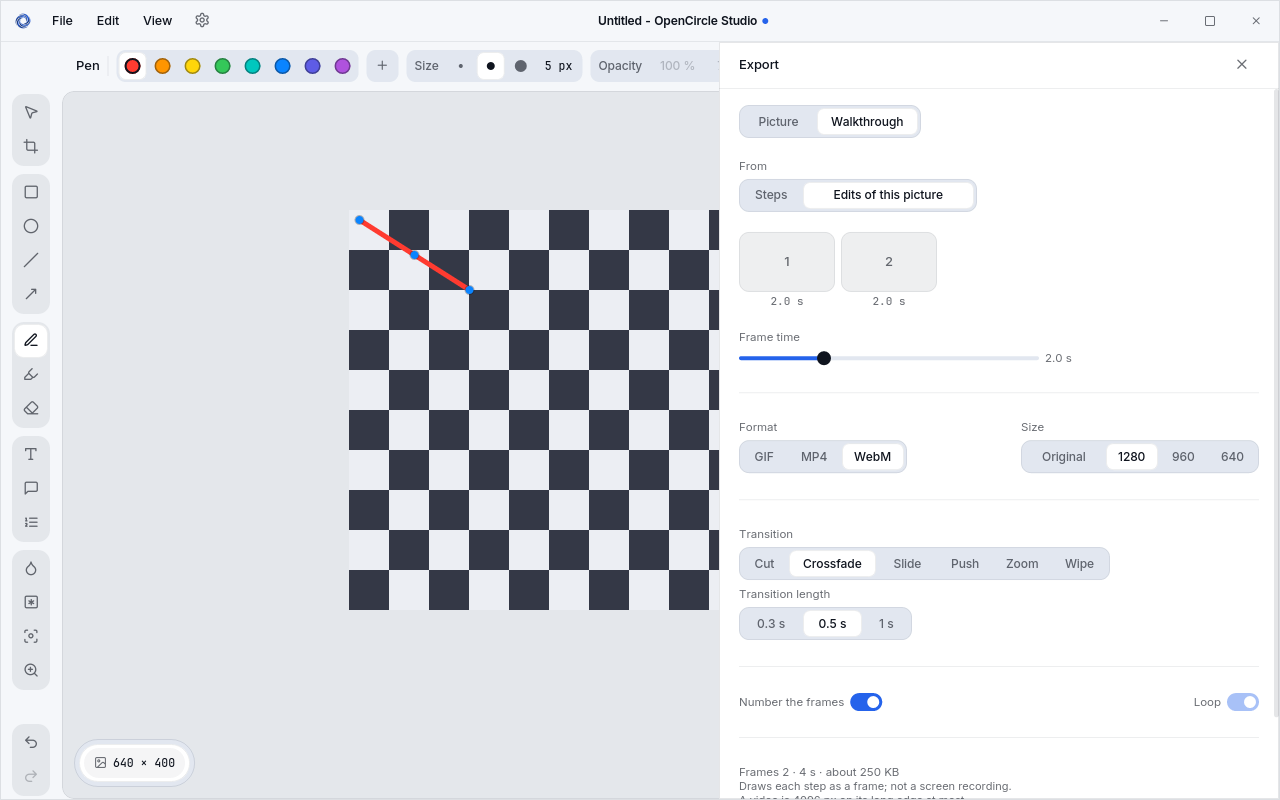 File Edit View
Untitled - OpenCircle Studio
Pen
Size 5 px
Opacity 100 %
Export
Picture Walkthrough
From
Steps Edits of this picture
1 2
2.0 s 2.0 s
Frame time
2.0 s
Format Size
GIF MP4 WebM Original 1280 960 640
Transition
Cut Crossfade Slide Push Zoom Wipe
Transition length
0.3 s 0.5 s 1 s
Number the frames Loop
640 × 400
Frames 2 · 4 s · about 250 KB
Draws each step as a frame; not a screen recording.